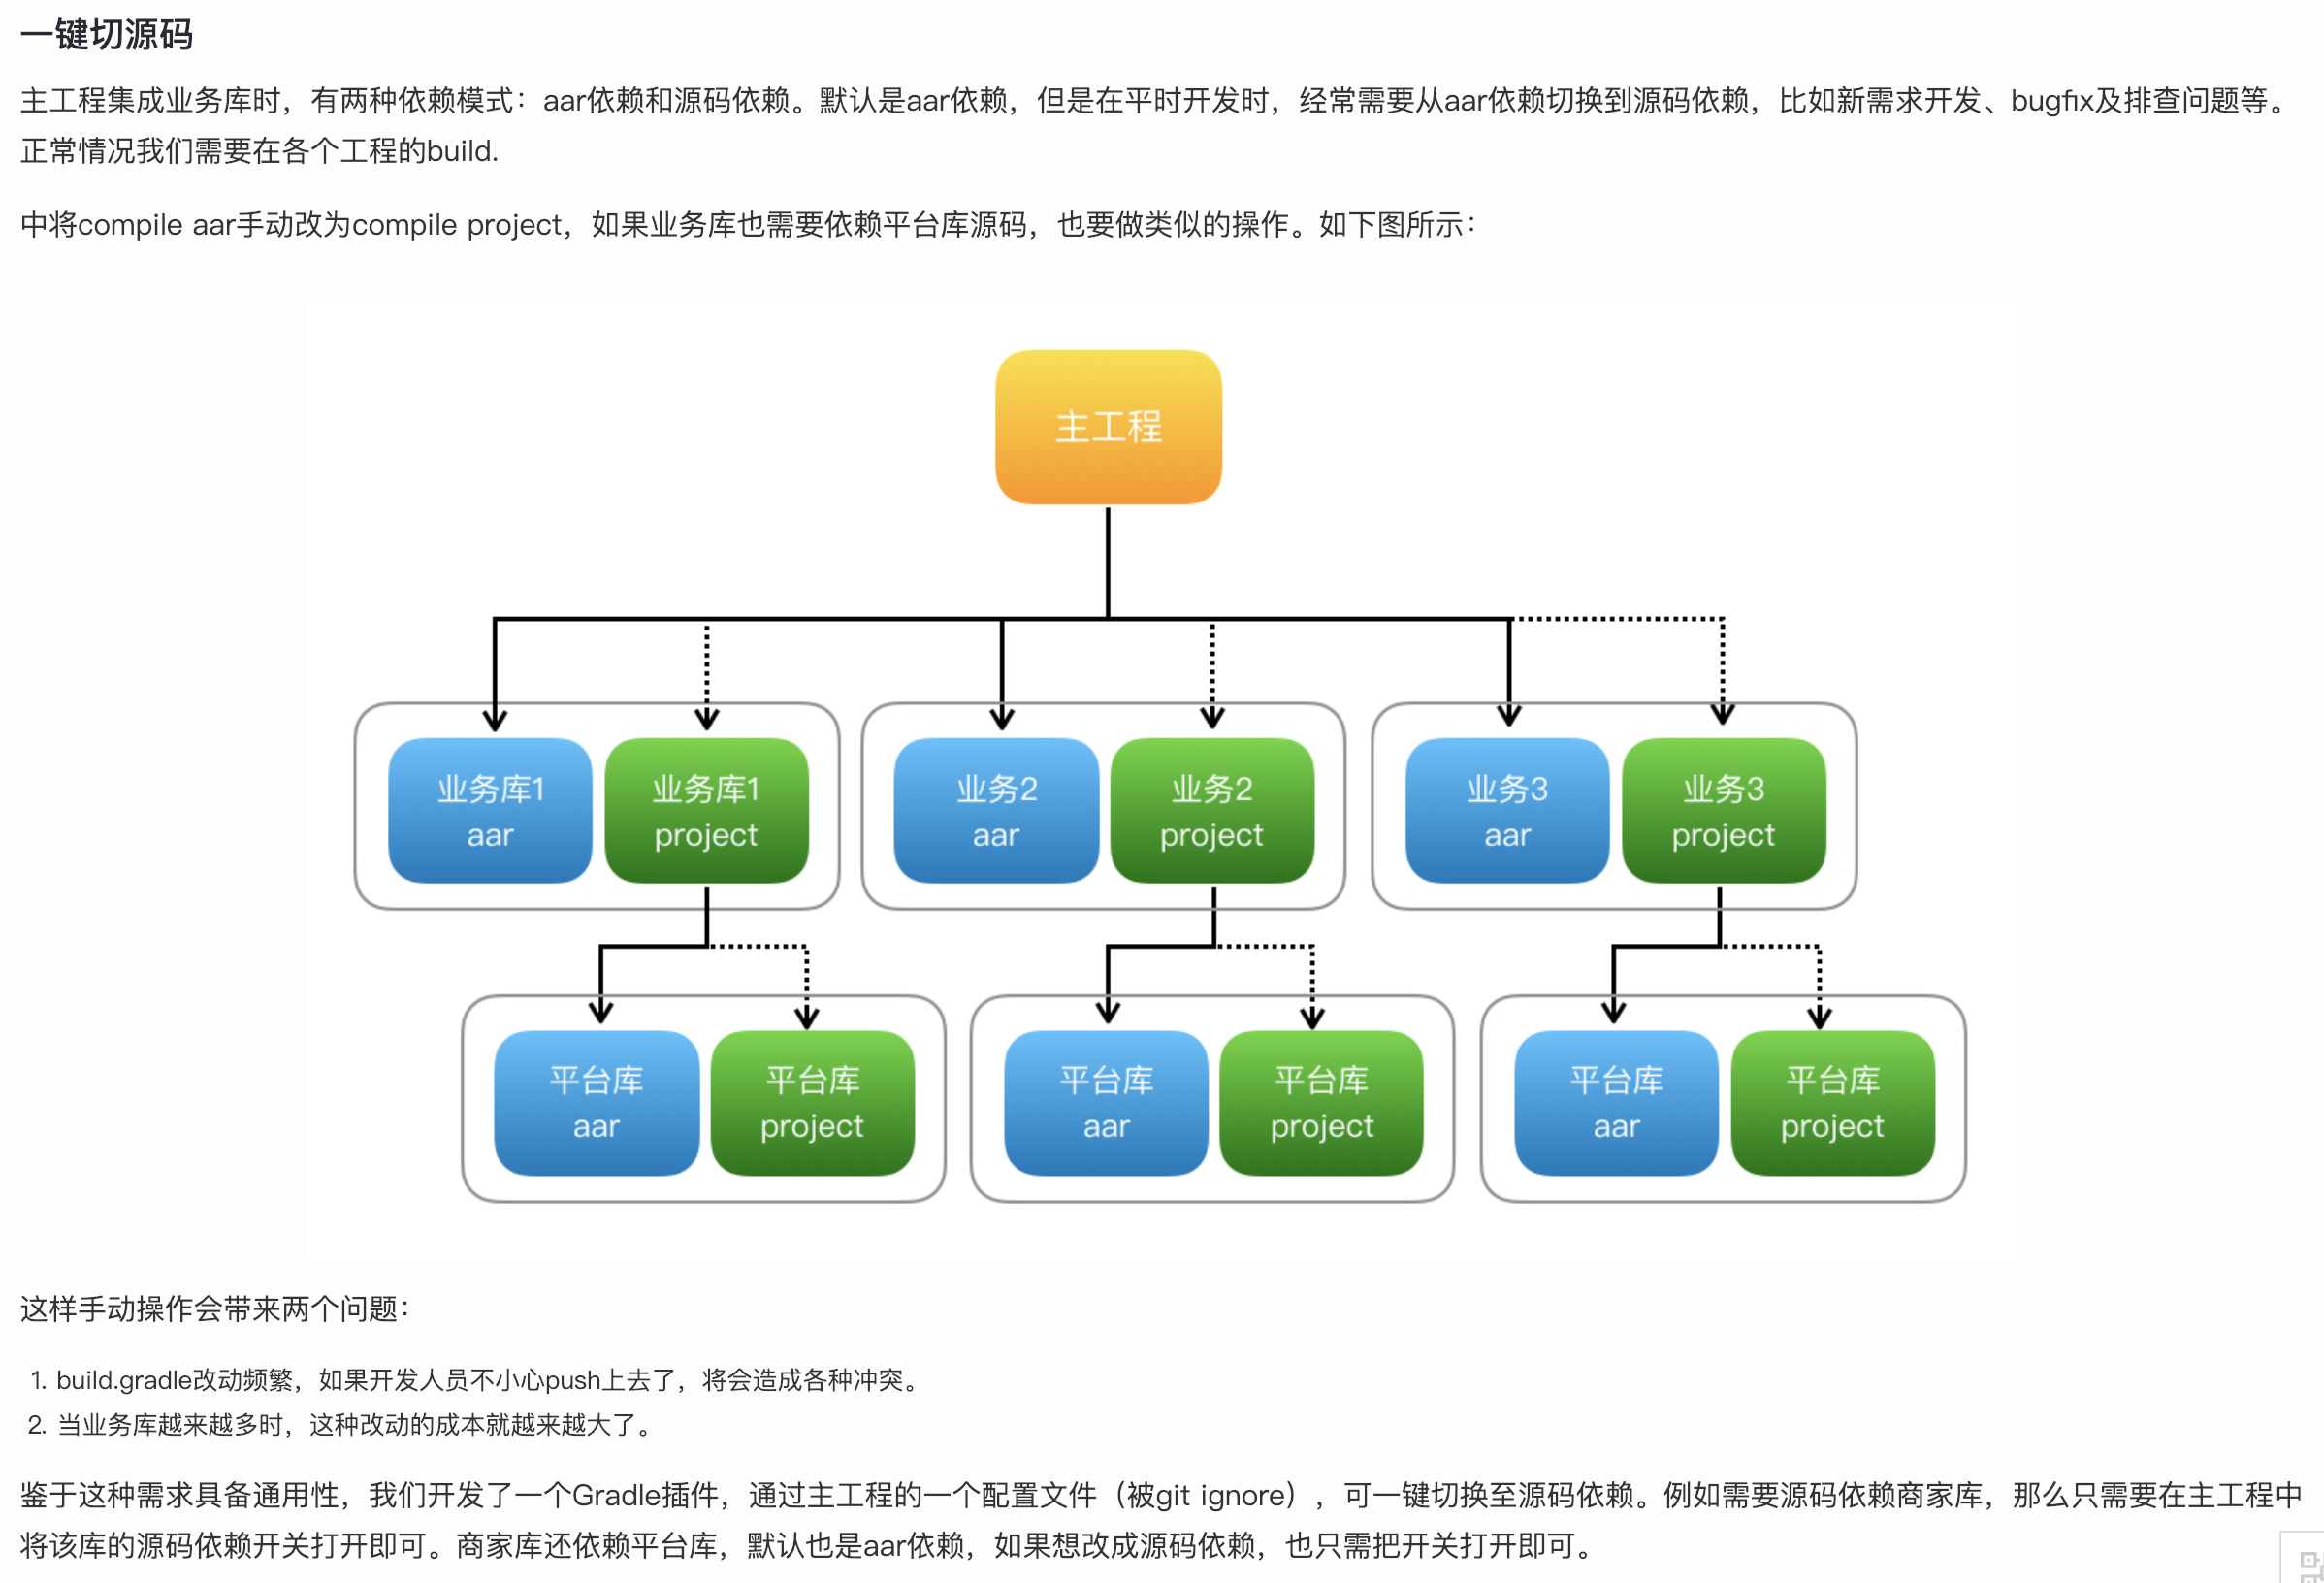 一键切源码
主工程集成业务库时，有两种依赖模式：aar依赖和源码依赖。默认是aar依赖，但是在平时开发时，经常需要从aar依赖切换到源码依赖，比如新需求开发、bugfix及排查问题等。
正常情况我们需要在各个工程的build.
中将compile aar手动改为compile project，如果业务库也需要依赖平台库源码，也要做类似的操作。如下图所示：
主工程
业务库1
aar
业务库1
project
业务2
aar
业务2
project
业务3
aar
业务3
project
平台库
aar
平台库
project
平台库
aar
平台库
project
平台库
aar
平台库
project
这样手动操作会带来两个问题：
1. build.gradle改动频繁，如果开发人员不小心push上去了，将会造成各种冲突。
2. 当业务库越来越多时，这种改动的成本就越来越大了。
鉴于这种需求具备通用性，我们开发了一个Gradle插件，通过主工程的一个配置文件（被git ignore），可一键切换至源码依赖。例如需要源码依赖商家库，那么只需要在主工程中
将该库的源码依赖开关打开即可。商家库还依赖平台库，默认也是aar依赖，如果想改成源码依赖，也只需把开关打开即可。